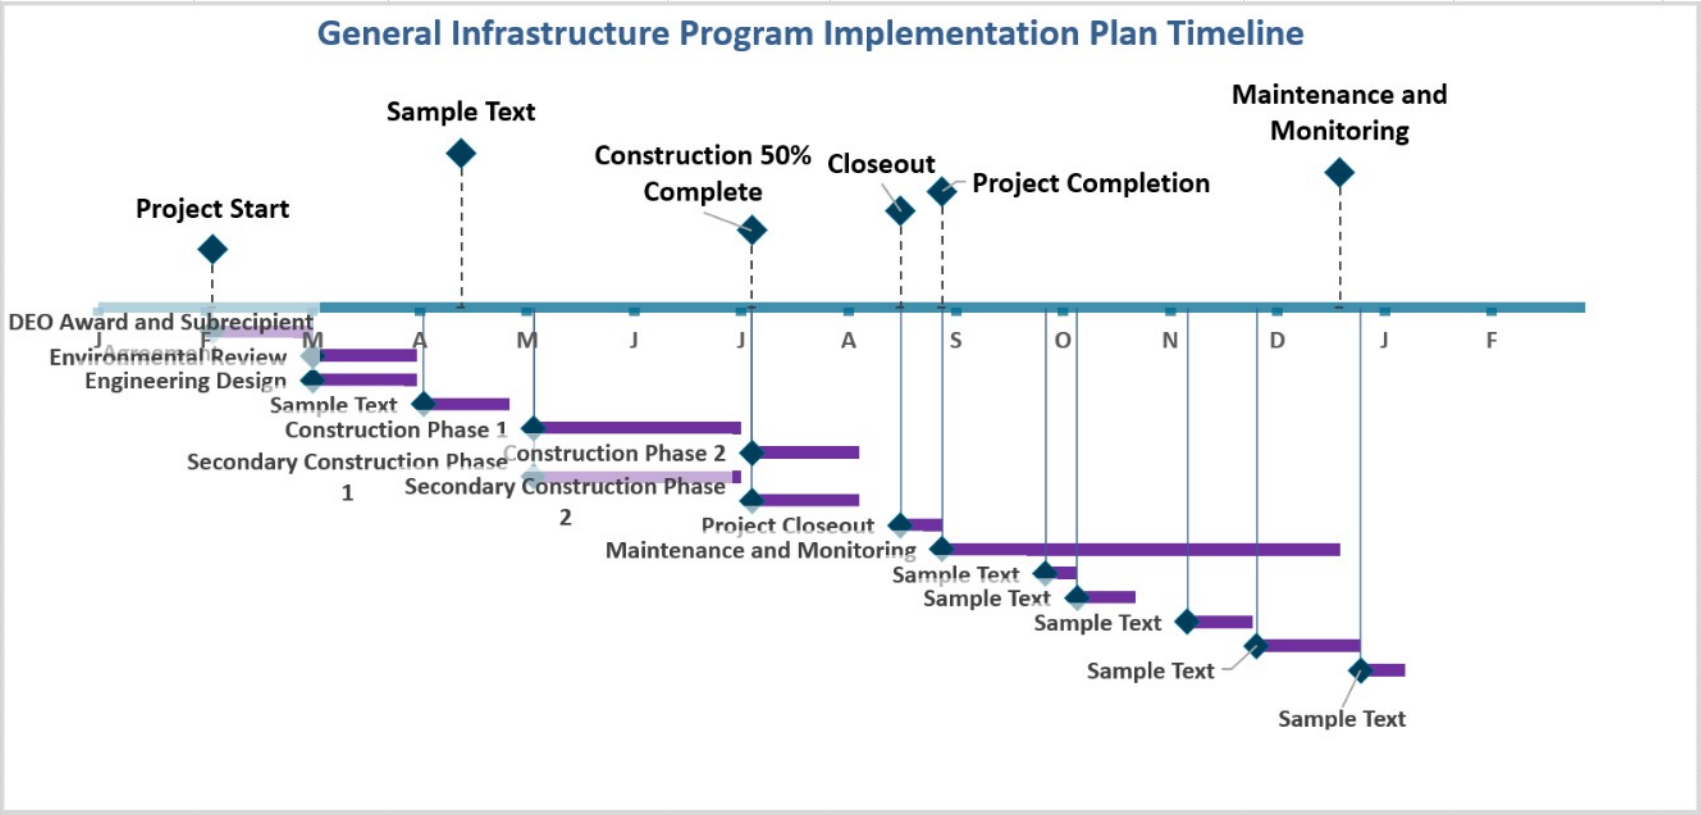 General Infrastructure Program Implementation Plan Timeline
Maintenance and
Monitoring
Sample Text
Construction 50%
Complete
Closeout
Project Completion
Project Start
DEO Award and Subrecipient
Agreement
J F M A M J J A S O N D J F
Environmental Review
Engineering Design
Sample Text
Construction Phase 1
Construction Phase 2
Secondary Construction Phase
1
Secondary Construction Phase
2
Project Closeout
Maintenance and Monitoring
Sample Text
Sample Text
Sample Text
Sample Text
Sample Text